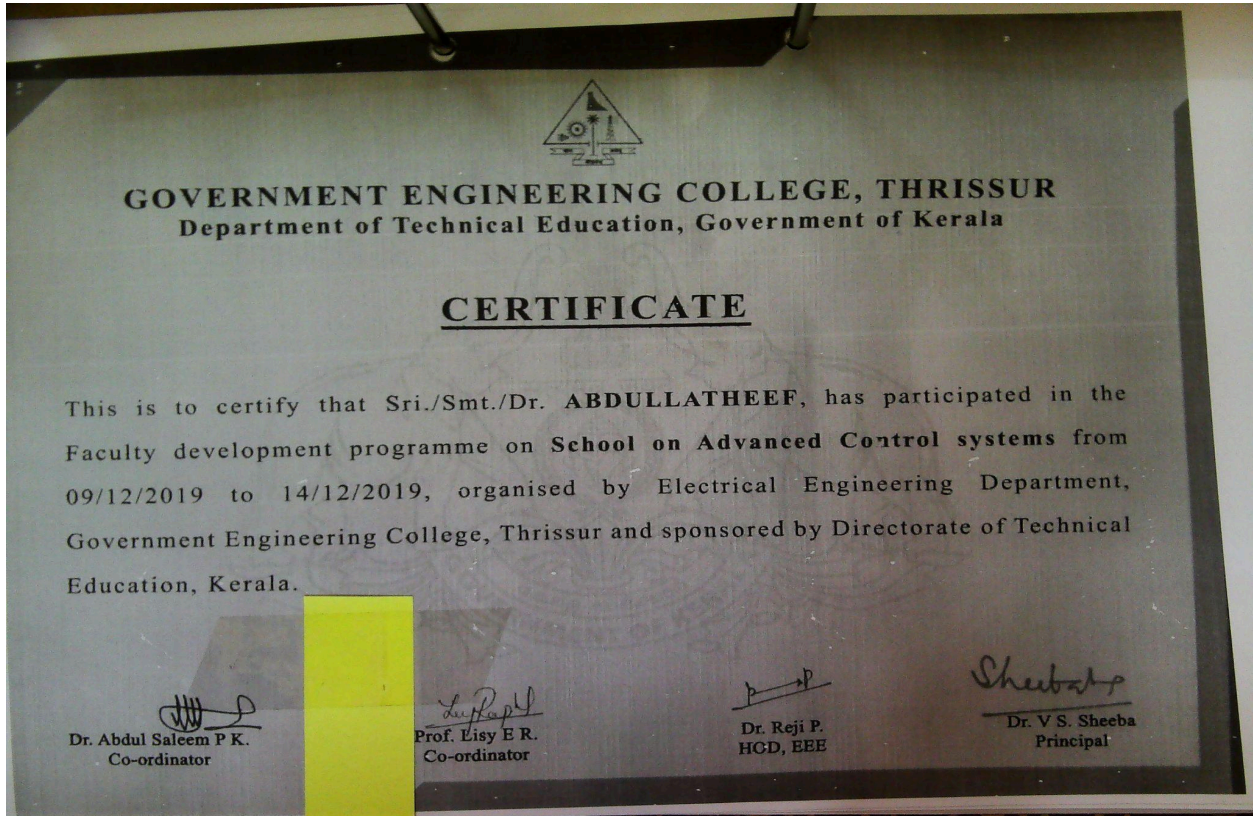 GOVERNMENT ENGINEERING COLLEGE, THRISSUR
Department of Technical Education, Government of Kerala
CERTIFICATE
This is to certify that Sri./Smt./Dr. ABDULLATHEEF, has participated in the
Faculty development programme on School on Advanced Control systems from
09/12/2019 to 14/12/2019, organised by Electrical Engineering Department,
Government Engineering College, Thrissur and sponsored by Directorate of Technical
Education, Kerala.
Sheeba
Dr. Abdul Saleem P K.
Co-ordinator
Prof. Lisy E R.
Co-ordinator
Dr. Reji P.
HOD, EEE
Dr. V S. Sheeba
Principal